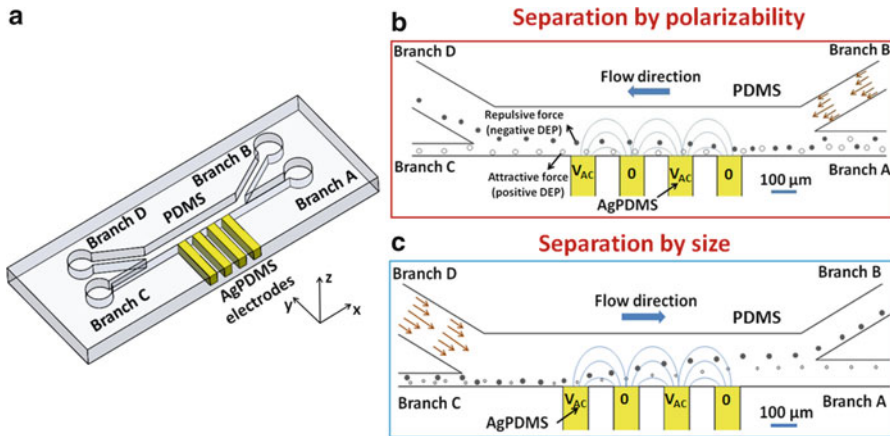 a
Branch B
Branch A
Branch D
PDMS
Branch C
AgPDMS
electrodes
z
y
x
b
Separation by polarizability
Branch D
Branch B
Flow direction
PDMS
Repulsive force
(negative DEP)
Branch C
Attractive force
(positive DEP)
VAC
0
VAC
0
Branch A
AgPDMS
100 μm
c
Separation by size
Branch D
Branch B
Flow direction
PDMS
Branch C
VAC
0
VAC
0
Branch A
AgPDMS
100 μm